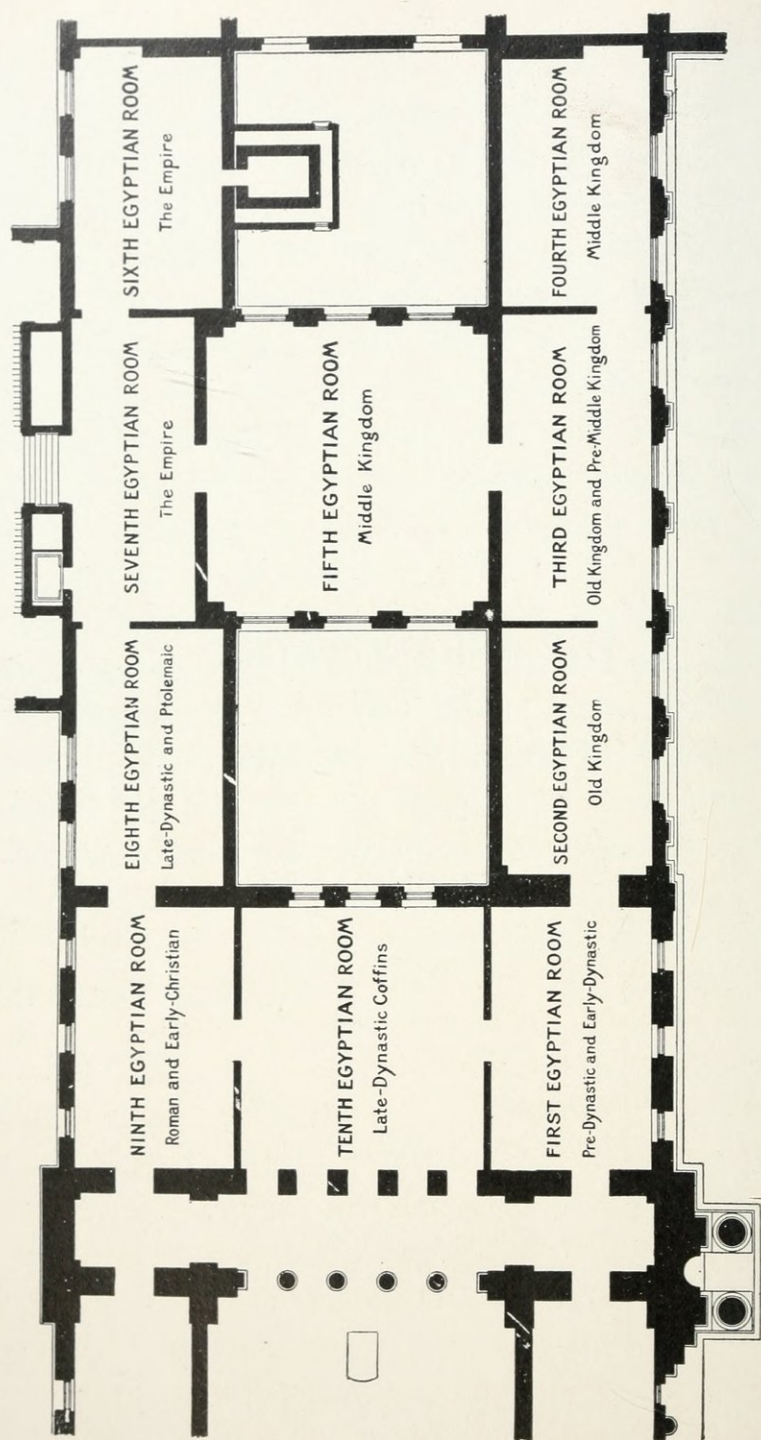 FIRST EGYPTIAN ROOM
Pre-Dynastic and Early-Dynastic
SECOND EGYPTIAN ROOM
Old Kingdom
THIRD EGYPTIAN ROOM
Old Kingdom and Pre-Middle Kingdom
FOURTH EGYPTIAN ROOM
Middle Kingdom
FIFTH EGYPTIAN ROOM
Middle Kingdom
SIXTH EGYPTIAN ROOM
The Empire
SEVENTH EGYPTIAN ROOM
The Empire
EIGHTH EGYPTIAN ROOM
Late-Dynastic and Ptolemaic
NINTH EGYPTIAN ROOM
Roman and Early-Christian
TENTH EGYPTIAN ROOM
Late-Dynastic Coffins